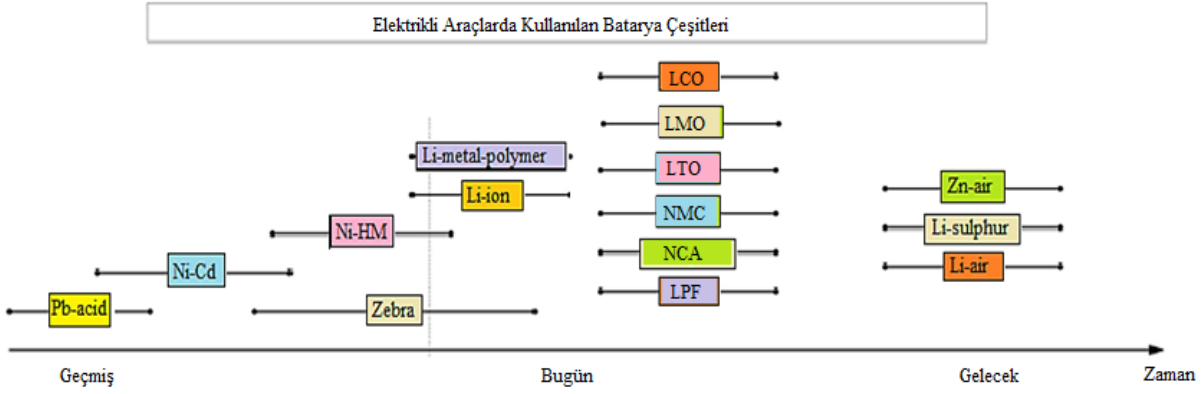 Elektrikli Araçlarda Kullanılan Batarya Çeşitleri
LCO
LMO
Li-metal-polymer
LTO
Zn-air
Li-ion
NMC
Li-sulphur
Ni-HM
NCA
Li-air
Ni-Cd
LPF
Pb-acid
Zebra
Geçmiş
Bugün
Gelecek
Zaman